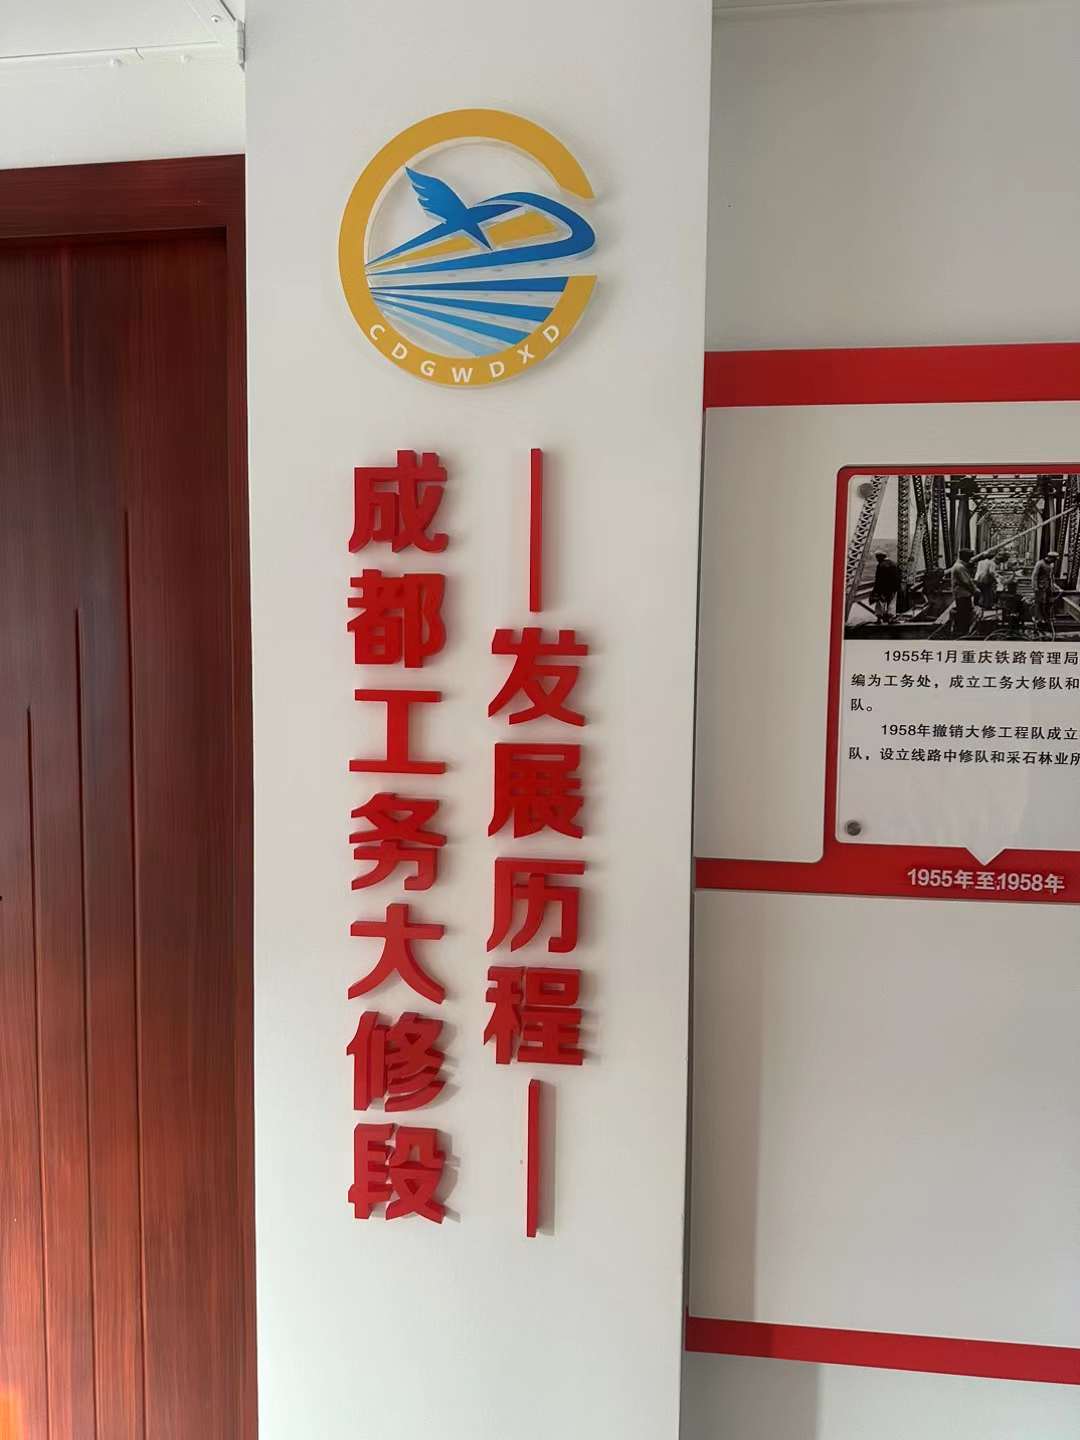 CDGWDXD
成都工务大修段
—发展历程—
1955年1月重庆铁路管理局
编为工务处，成立工务大修队和
队。
1958年撤销大修工程队成立
队，设立线路中修队和采石林业所
1955年至1958年